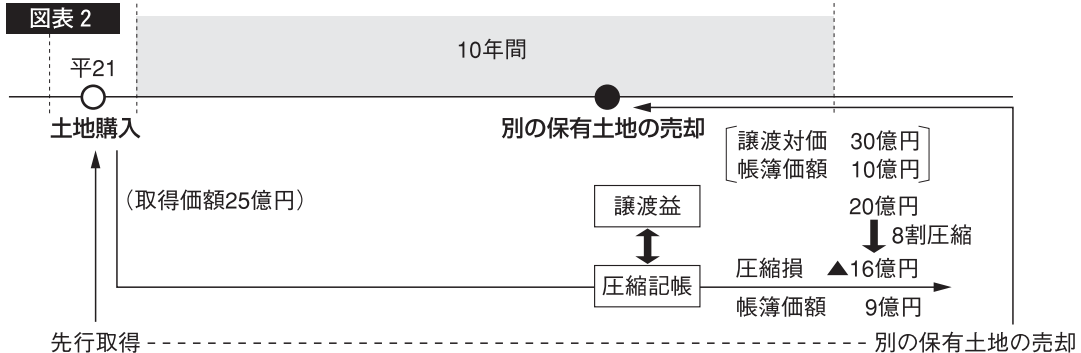 図表2
10年間
平21
土地購入
別の保有土地の売却
譲渡対価 30億円
帳簿価額 10億円
(取得価額25億円)
譲渡益
20億円
8割圧縮
圧縮損 ▲16億円
圧縮記帳
帳簿価額 9億円
先行取得
別の保有土地の売却